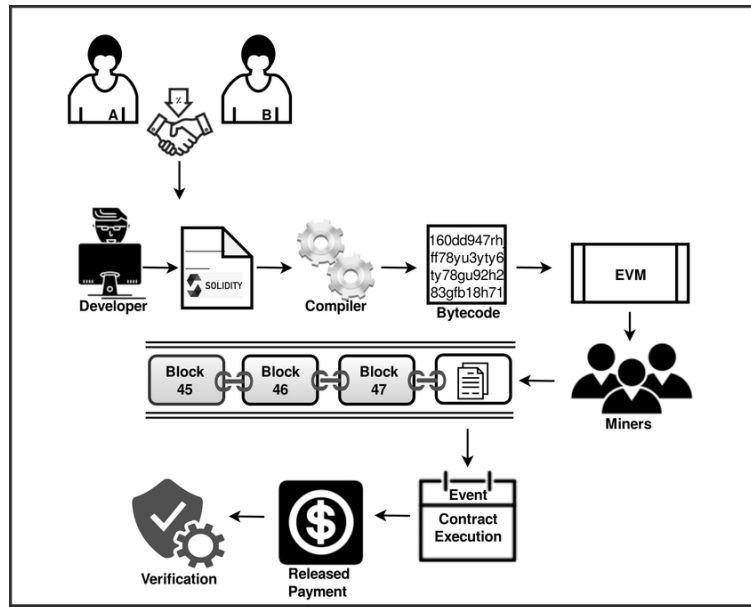 A
B
%
SOLIDITY
Developer
Compiler
160dd947rh
ff78yu3yty6
ty78gu92h2
83gfb18h71
Bytecode
EVM
Block
45
Block
46
Block
47
Miners
Event
Contract
Execution
$
Verification
Released
Payment